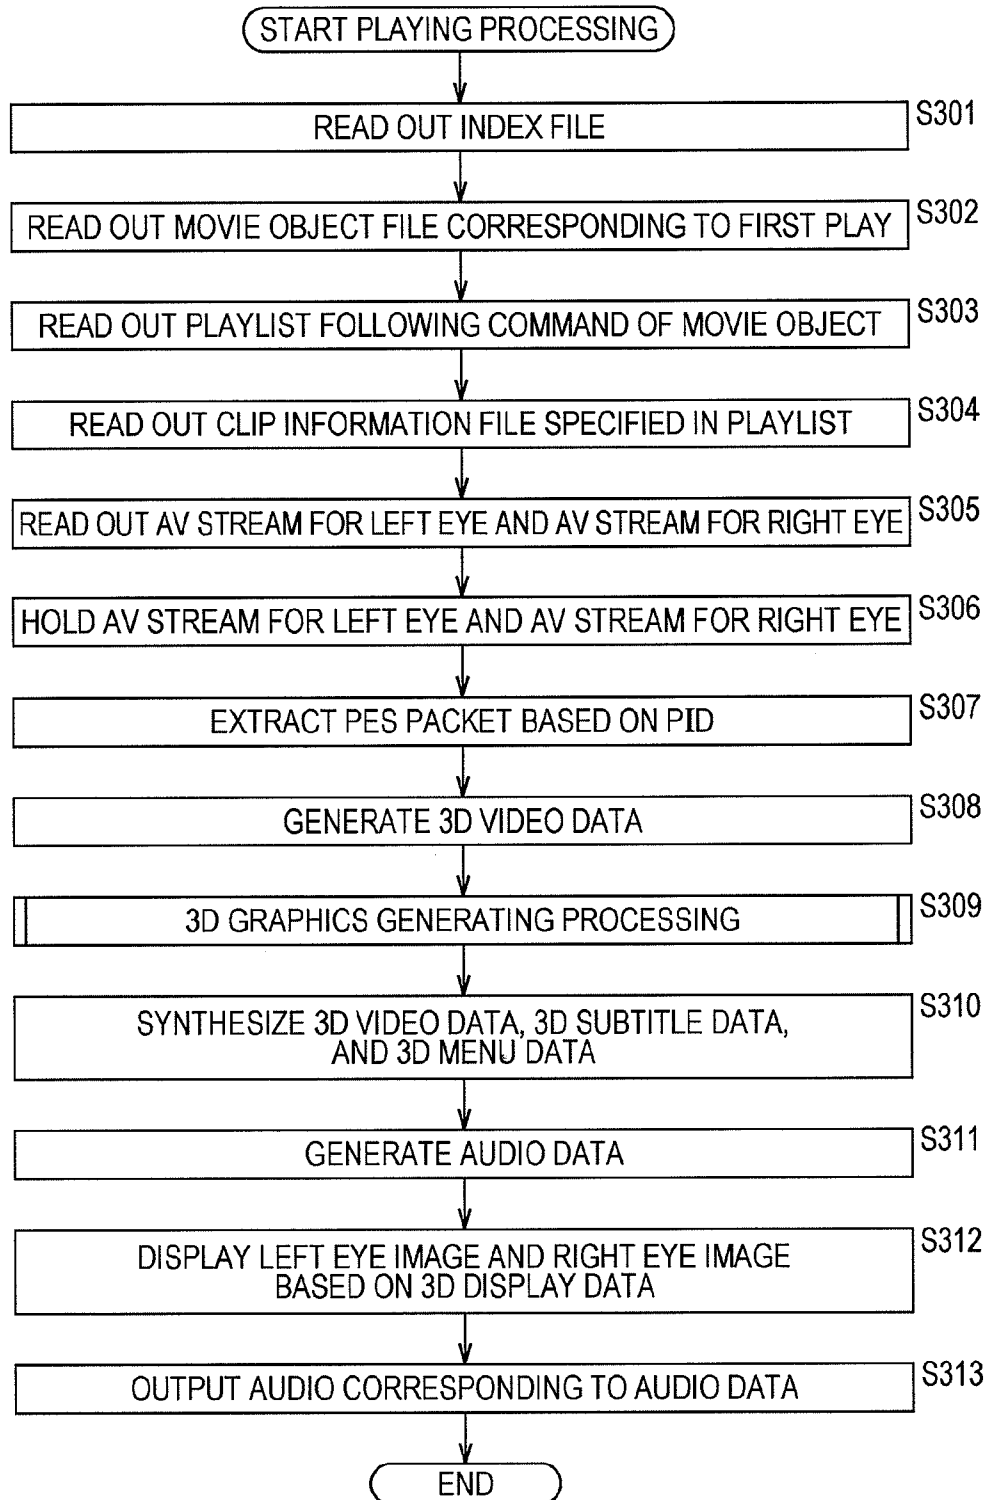 START PLAYING PROCESSING
READ OUT INDEX FILE
S301
READ OUT MOVIE OBJECT FILE CORRESPONDING TO FIRST PLAY
S302
READ OUT PLAYLIST FOLLOWING COMMAND OF MOVIE OBJECT
S303
READ OUT CLIP INFORMATION FILE SPECIFIED IN PLAYLIST
S304
READ OUT AV STREAM FOR LEFT EYE AND AV STREAM FOR RIGHT EYE
S305
HOLD AV STREAM FOR LEFT EYE AND AV STREAM FOR RIGHT EYE
S306
EXTRACT PES PACKET BASED ON PID
S307
GENERATE 3D VIDEO DATA
S308
3D GRAPHICS GENERATING PROCESSING
S309
SYNTHESIZE 3D VIDEO DATA, 3D SUBTITLE DATA,
AND 3D MENU DATA
S310
GENERATE AUDIO DATA
S311
DISPLAY LEFT EYE IMAGE AND RIGHT EYE IMAGE
BASED ON 3D DISPLAY DATA
S312
OUTPUT AUDIO CORRESPONDING TO AUDIO DATA
S313
END